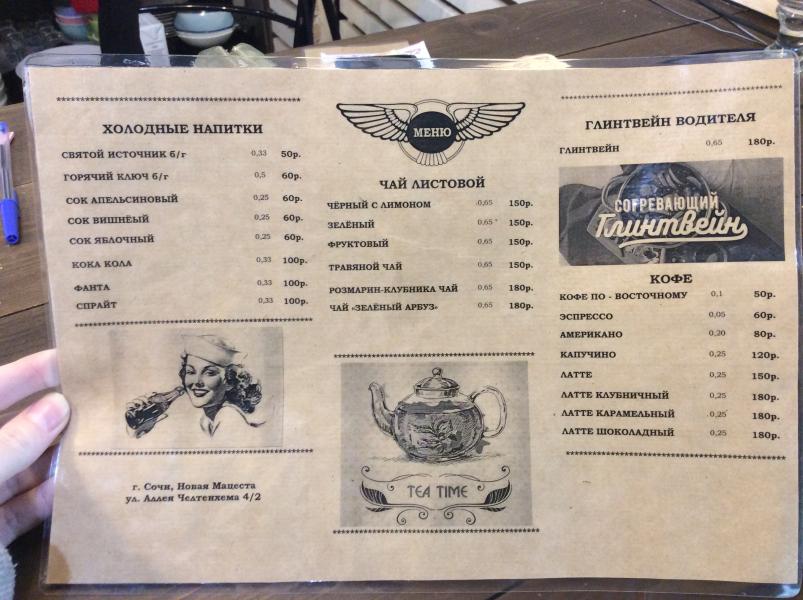 ХОЛОДНЫЕ НАПИТКИ
СВЯТОЙ ИСТОЧНИК б/г 0,33 50р.
ГОРЯЧИЙ КЛЮЧ б/г 0,5 60р.
СОК АПЕЛЬСИНОВЫЙ 0,25 60р.
СОК ВИШНЁЫЙ 0,25 60р.
СОК ЯБЛОЧНЫЙ 0,25 60р.
КОКА КОЛА 0,33 100р.
ФАНТА 0,33 100р.
СПРАЙТ 0,33 100р.
г. Сочи, Новая Мацеста
ул. Аллея Челтенхема 4/2
МЕНЮ
ЧАЙ ЛИСТОВОЙ
ЧЁРНЫЙ С ЛИМОНОМ 0,65 150р.
ЗЕЛЁНЫЙ 0,65 150р.
ФРУКТОВЫЙ 0,65 150р.
ТРАВЯНОЙ ЧАЙ 0,65 150р.
РОЗМАРИН-КЛУБНИКА ЧАЙ 0,65 180р.
ЧАЙ «ЗЕЛЁНЫЙ АРБУЗ» 0,65 180р.
TEA TIME
ГЛИНТВЕЙН ВОДИТЕЛЯ
ГЛИНТВЕЙН 0,65 180р.
СОГРЕВАЮЩИЙ
Глинтвейн
КОФЕ
КОФЕ ПО - ВОСТОЧНОМУ 0,1 50р.
ЭСПРЕССО 0,05 60р.
АМЕРИКАНО 0,20 80р.
КАПУЧИНО 0,25 120р.
ЛАТТЕ 0,25 150р.
ЛАТТЕ КЛУБНИЧНЫЙ 0,25 180р.
ЛАТТЕ КАРАМЕЛЬНЫЙ 0,25 180р.
ЛАТТЕ ШОКОЛАДНЫЙ 0,25 180р.